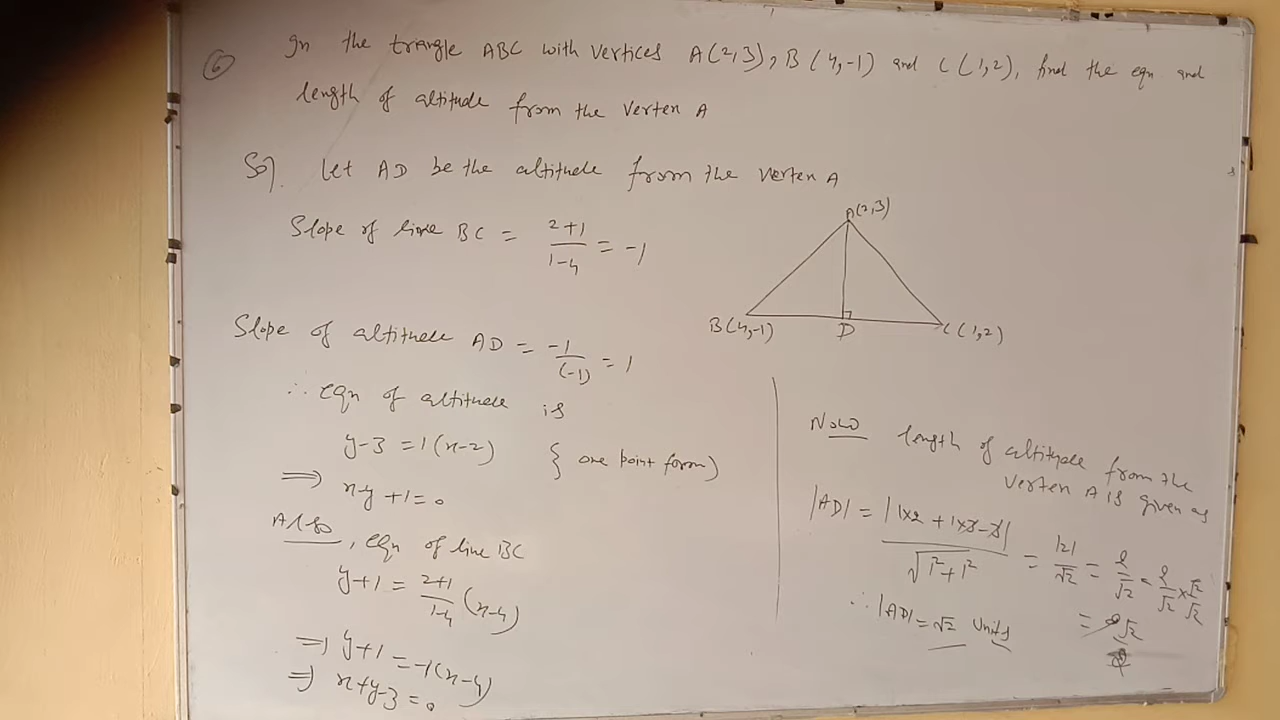 ⑥ In the triangle ABC with vertices A(2,3), B(4,-1) and C(1,2), find the eqn and
length of altitude from the verten A
Sol. Let AD be the altitude from the verten A
Slope of line BC = 2+1/1-4 = -1
A(2,3)
B(4,-1) D C(1,2)
Slope of altitude AD = -1/(-1) = 1
∴ eqn of altitude is
y-3 = 1(x-2) { one point form)
⇒ x-y+1=0
Also, eqn of line BC
y+1 = 2+1/1-4 (x-4)
⇒ y+1 = -1(x-4)
⇒ x+y-3=0
Now length of altitude from the
verten A is given as
|AD| = |1×2 + 1×3-3|/√1²+1² = |2|/√2 = 2/√2 = 2/√2 × √2/√2
= 2√2/2
∴ |AD| = √2 units